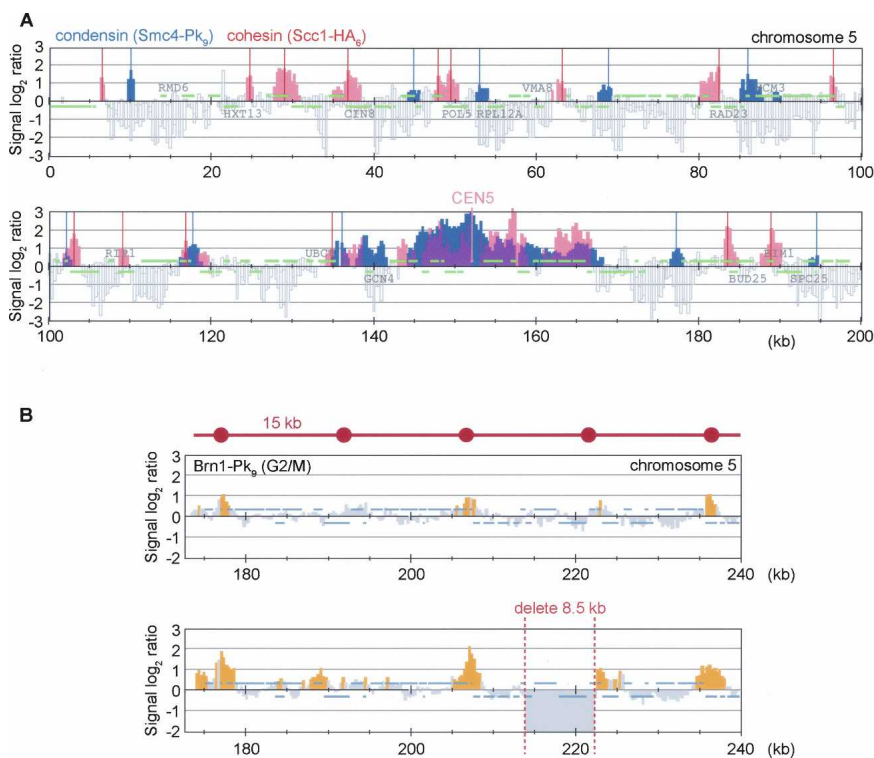 A
condensin (Smc4-Pk9) cohesin (Scc1-HA6) chromosome 5
Signal log2 ratio
3
2
1
0
-1
-2
-3
RMD6 VMA8 MCM3
HXT13 CIN8 POL5 RPL12A RAD23
0 20 40 60 80 100
CEN5
Signal log2 ratio
3
2
1
0
-1
-2
-3
RIP1 BIM1
GCN4 BUD25 SPC25
100 120 140 160 180 200
(kb)
B
15 kb
Brn1-Pk9 (G2/M) chromosome 5
Signal log2 ratio
3
2
1
0
-1
-2
180 200 220 240 (kb)
delete 8.5 kb
Signal log2 ratio
3
2
1
0
-1
-2
180 200 220 240 (kb)